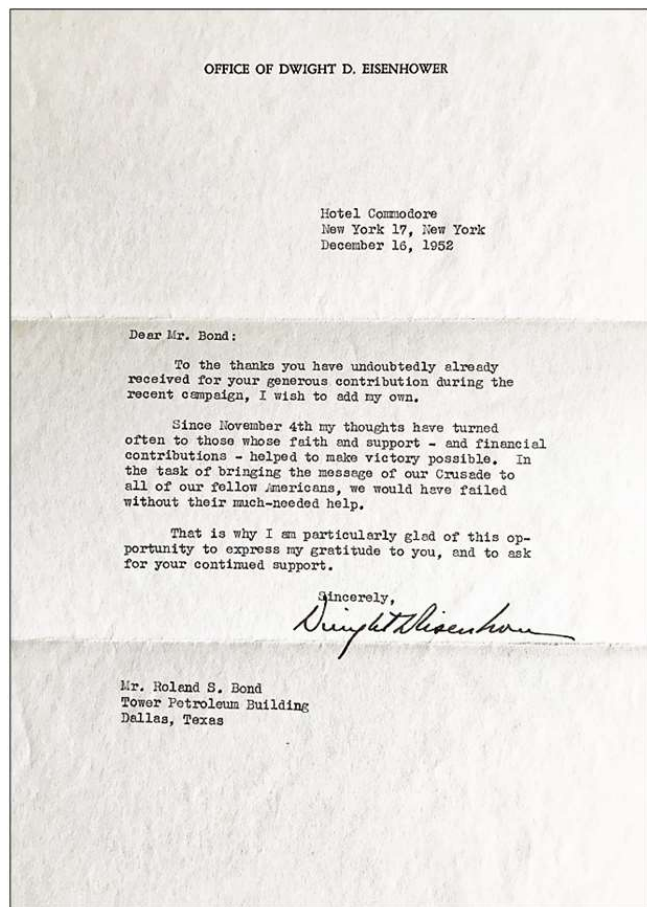 OFFICE OF DWIGHT D. EISENHOWER
Hotel Commodore
New York 17, New York
December 16, 1952
Dear Mr. Bond:
To the thanks you have undoubtedly already
received for your generous contribution during the
recent campaign, I wish to add my own.
Since November 4th my thoughts have turned
often to those whose faith and support - and financial
contributions - helped to make victory possible. In
the task of bringing the message of our Crusade to
all of our fellow Americans, we would have failed
without their much-needed help.
That is why I am particularly glad of this op-
portunity to express my gratitude to you, and to ask
for your continued support.
Sincerely,
Dwight D Eisenhower
Mr. Roland S. Bond
Tower Petroleum Building
Dallas, Texas